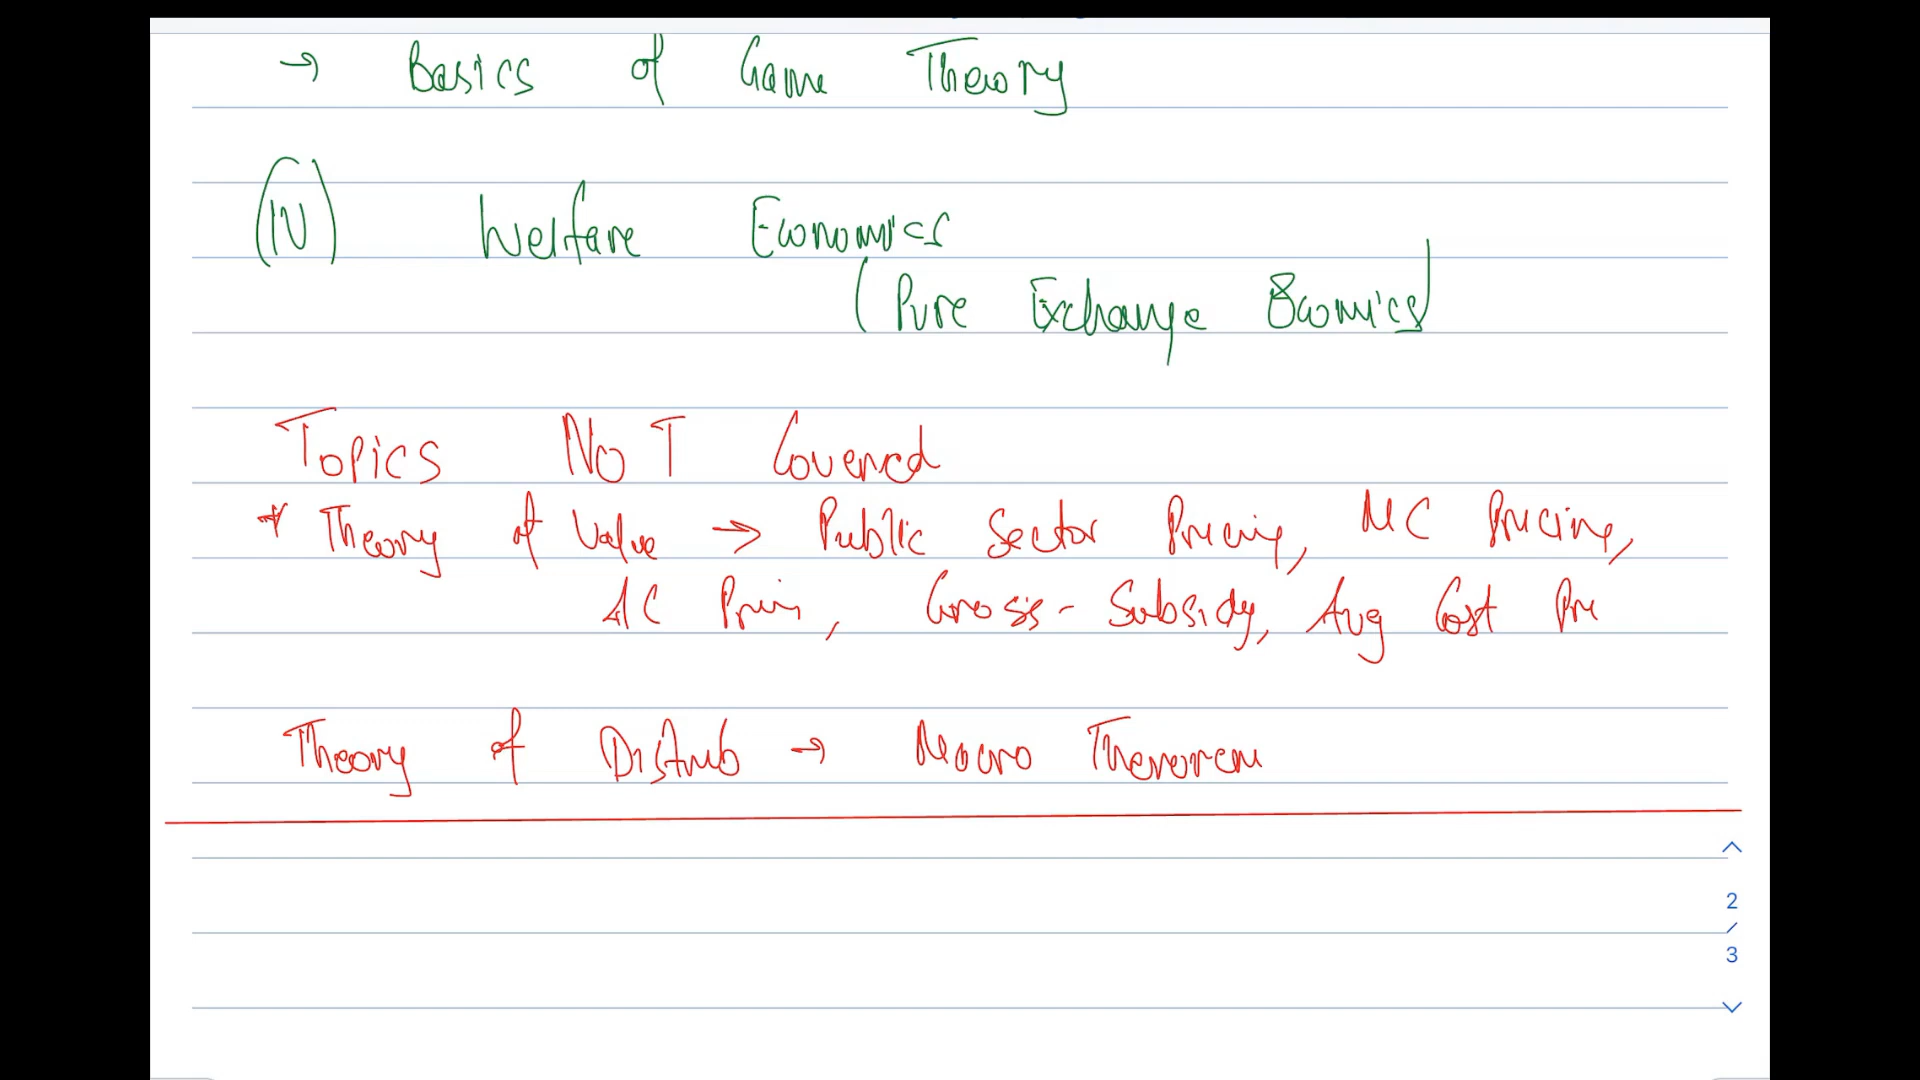 → Basics of Game Theory
(IV) Welfare Economics
(Pure Exchange Economics)
Topics NOT Covered
* Theory of Value → Public Sector Pricing, MC Pricing,
AC Pricing, Cross-Subsidy, Avg Cost Pri
Theory of Distrib → Macro Theorem
2
/
3